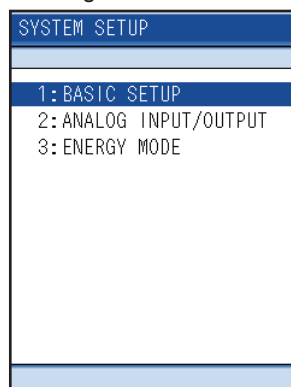 SYSTEM SETUP
1:BASIC SETUP
2:ANALOG INPUT/OUTPUT
3:ENERGY MODE